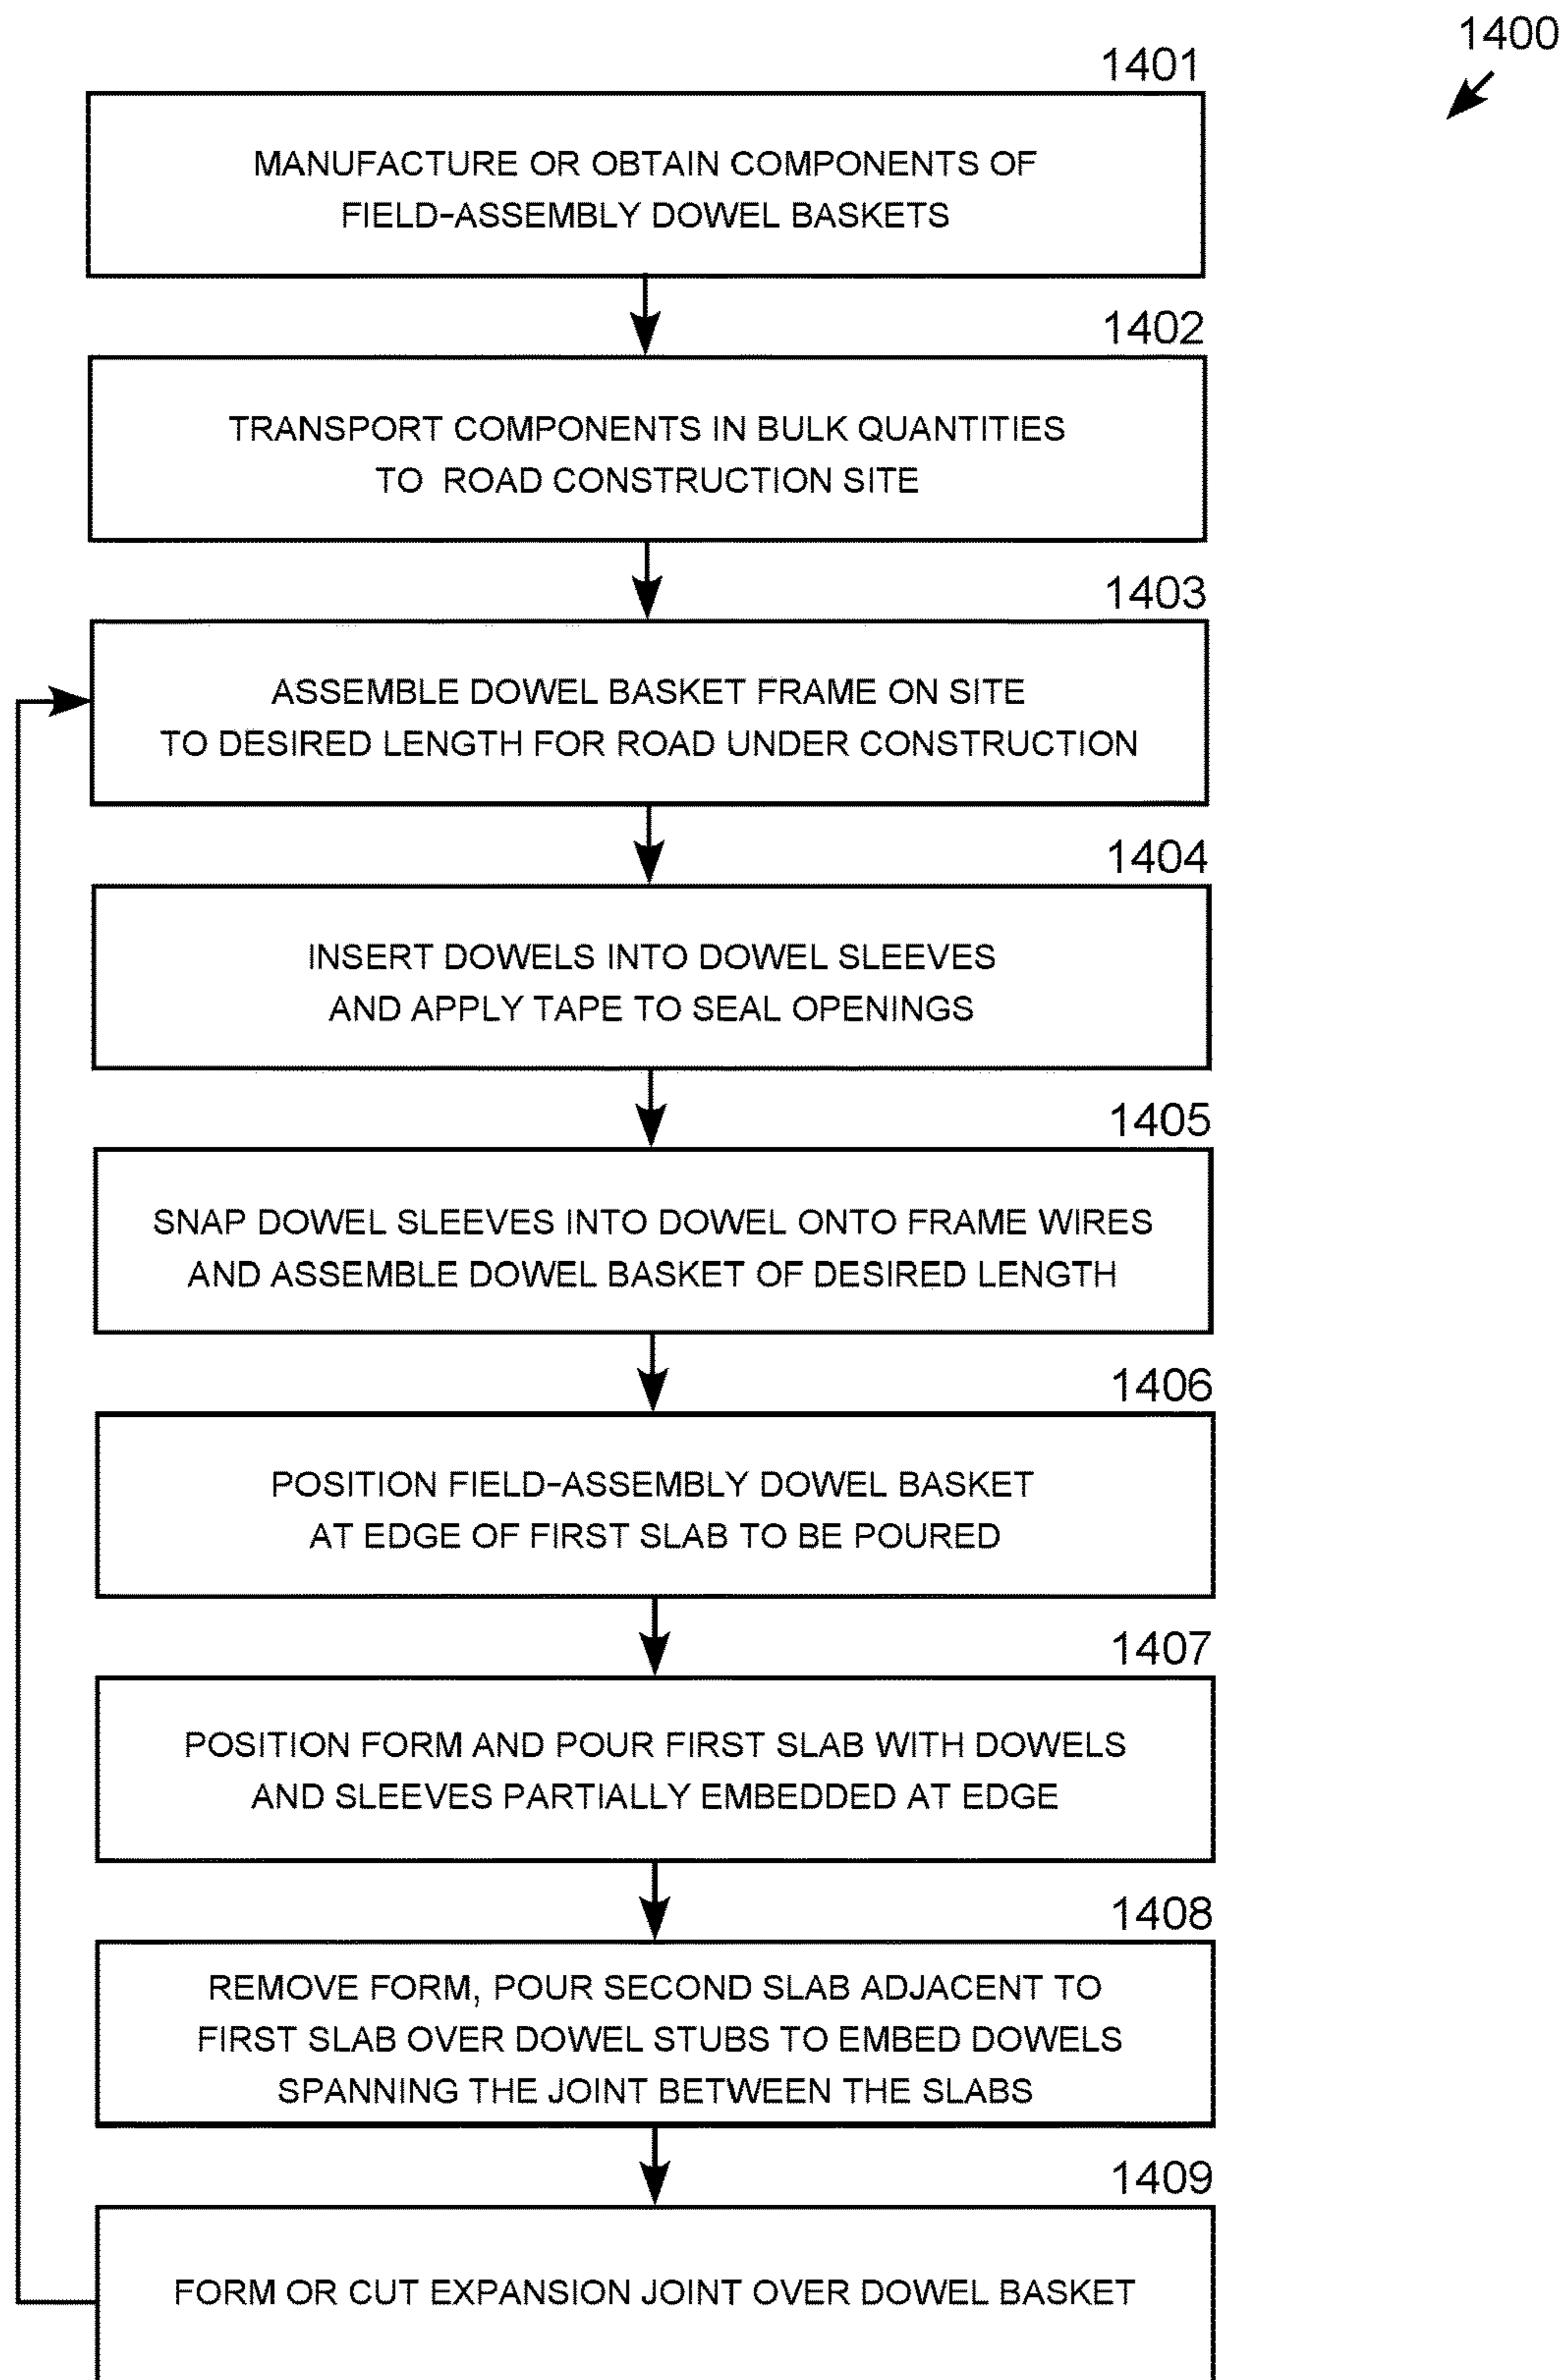 1400
1401
MANUFACTURE OR OBTAIN COMPONENTS OF
FIELD-ASSEMBLY DOWEL BASKETS
1402
TRANSPORT COMPONENTS IN BULK QUANTITIES
TO ROAD CONSTRUCTION SITE
1403
ASSEMBLE DOWEL BASKET FRAME ON SITE
TO DESIRED LENGTH FOR ROAD UNDER CONSTRUCTION
1404
INSERT DOWELS INTO DOWEL SLEEVES
AND APPLY TAPE TO SEAL OPENINGS
1405
SNAP DOWEL SLEEVES INTO DOWEL ONTO FRAME WIRES
AND ASSEMBLE DOWEL BASKET OF DESIRED LENGTH
1406
POSITION FIELD-ASSEMBLY DOWEL BASKET
AT EDGE OF FIRST SLAB TO BE POURED
1407
POSITION FORM AND POUR FIRST SLAB WITH DOWELS
AND SLEEVES PARTIALLY EMBEDDED AT EDGE
1408
REMOVE FORM, POUR SECOND SLAB ADJACENT TO
FIRST SLAB OVER DOWEL STUBS TO EMBED DOWELS
SPANNING THE JOINT BETWEEN THE SLABS
1409
FORM OR CUT EXPANSION JOINT OVER DOWEL BASKET